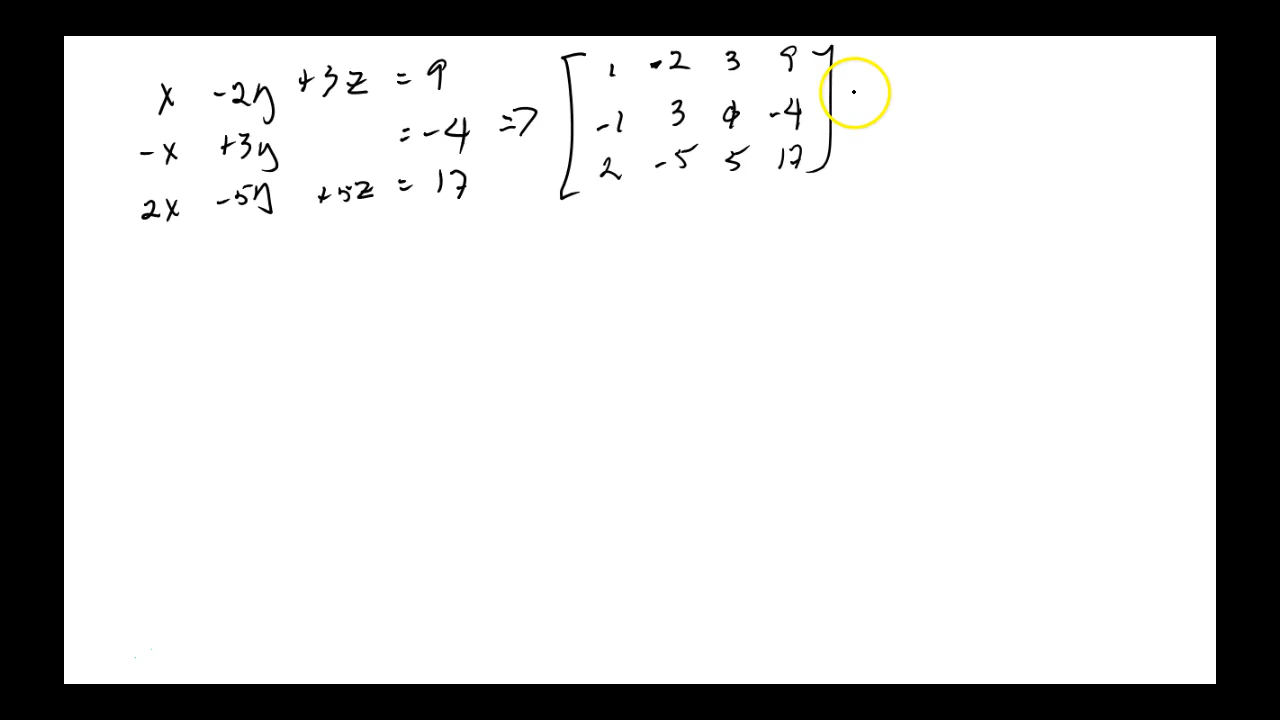 x -2y +3z = 9 => [ 1 -2 3 9 ]
-x +3y = -4 [ -1 3 0 -4 ]
2x -5y +5z = 17 [ 2 -5 5 17 ]